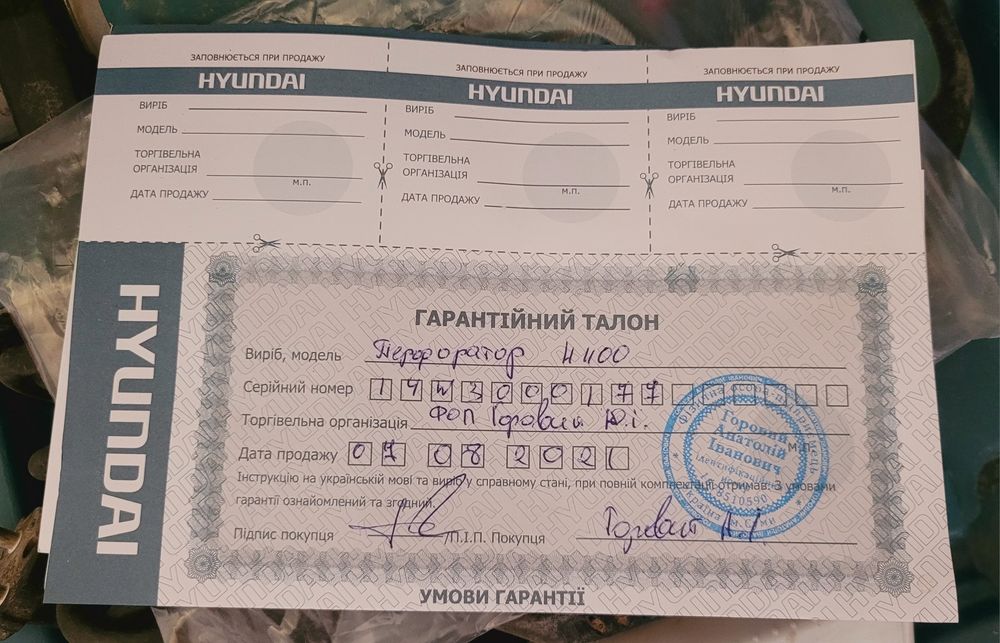 ЗАПОВНЮЄТЬСЯ ПРИ ПРОДАЖУ
HYUNDAI
ВИРІБ
МОДЕЛЬ
ТОРГІВЕЛЬНА
ОРГАНІЗАЦІЯ
М.П.
ДАТА ПРОДАЖУ
ЗАПОВНЮЄТЬСЯ ПРИ ПРОДАЖУ
HYUNDAI
ВИРІБ
МОДЕЛЬ
ТОРГІВЕЛЬНА
ОРГАНІЗАЦІЯ
М.П.
ДАТА ПРОДАЖУ
ЗАПОВНЮЄТЬСЯ ПРИ ПРОДАЖУ
HYUNDAI
ВИРІБ
МОДЕЛЬ
ТОРГІВЕЛЬНА
ОРГАНІЗАЦІЯ
М.П.
ДАТА ПРОДАЖУ
HYUNDAI
ГАРАНТІЙНИЙ ТАЛОН
Виріб, модель Перфоратор H 1100
Серійний номер
Торгівельна організація ФОП Горовий
Дата продажу 07 08 2021
М.П.
Інструкцію на українській мові та виріб у справному стані, при повній комплектації отримав. З умовами
гарантії ознайомлений та згодний.
Підпис покупця П.І.П. Покупця
Горовий
Анатолій
Іванович
УМОВИ ГАРАНТІЇ